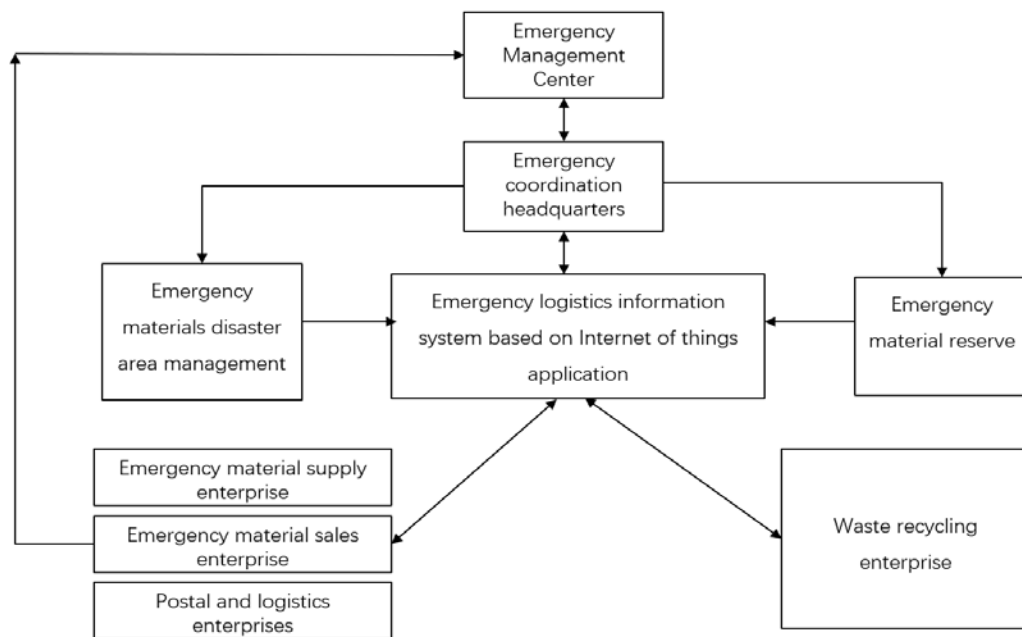 Emergency
Management
Center
Emergency
coordination
headquarters
Emergency
materials disaster
area management
Emergency logistics information
system based on Internet of things
application
Emergency
material reserve
Emergency material supply
enterprise
Emergency material sales
enterprise
Postal and logistics
enterprises
Waste recycling
enterprise